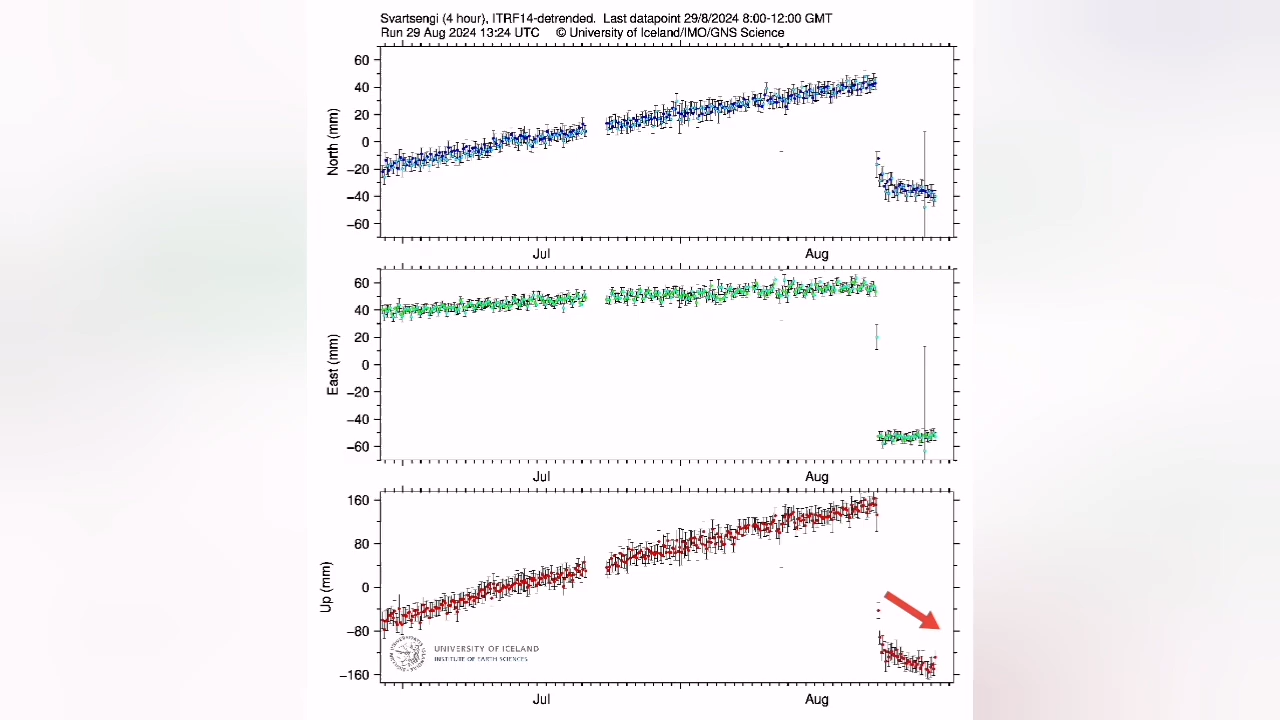 Svartsengi (4 hour), ITRF14-detrended. Last datapoint 29/8/2024 8:00-12:00 GMT
Run 29 Aug 2024 13:24 UTC © University of Iceland/IMO/GNS Science
North (mm)
60
40
20
0
−20
−40
−60
Jul Aug
East (mm)
60
40
20
0
−20
−40
−60
Jul Aug
Up (mm)
160
80
0
−80
−160
UNIVERSITY OF ICELAND
INSTITUTE OF EARTH SCIENCES
Jul Aug